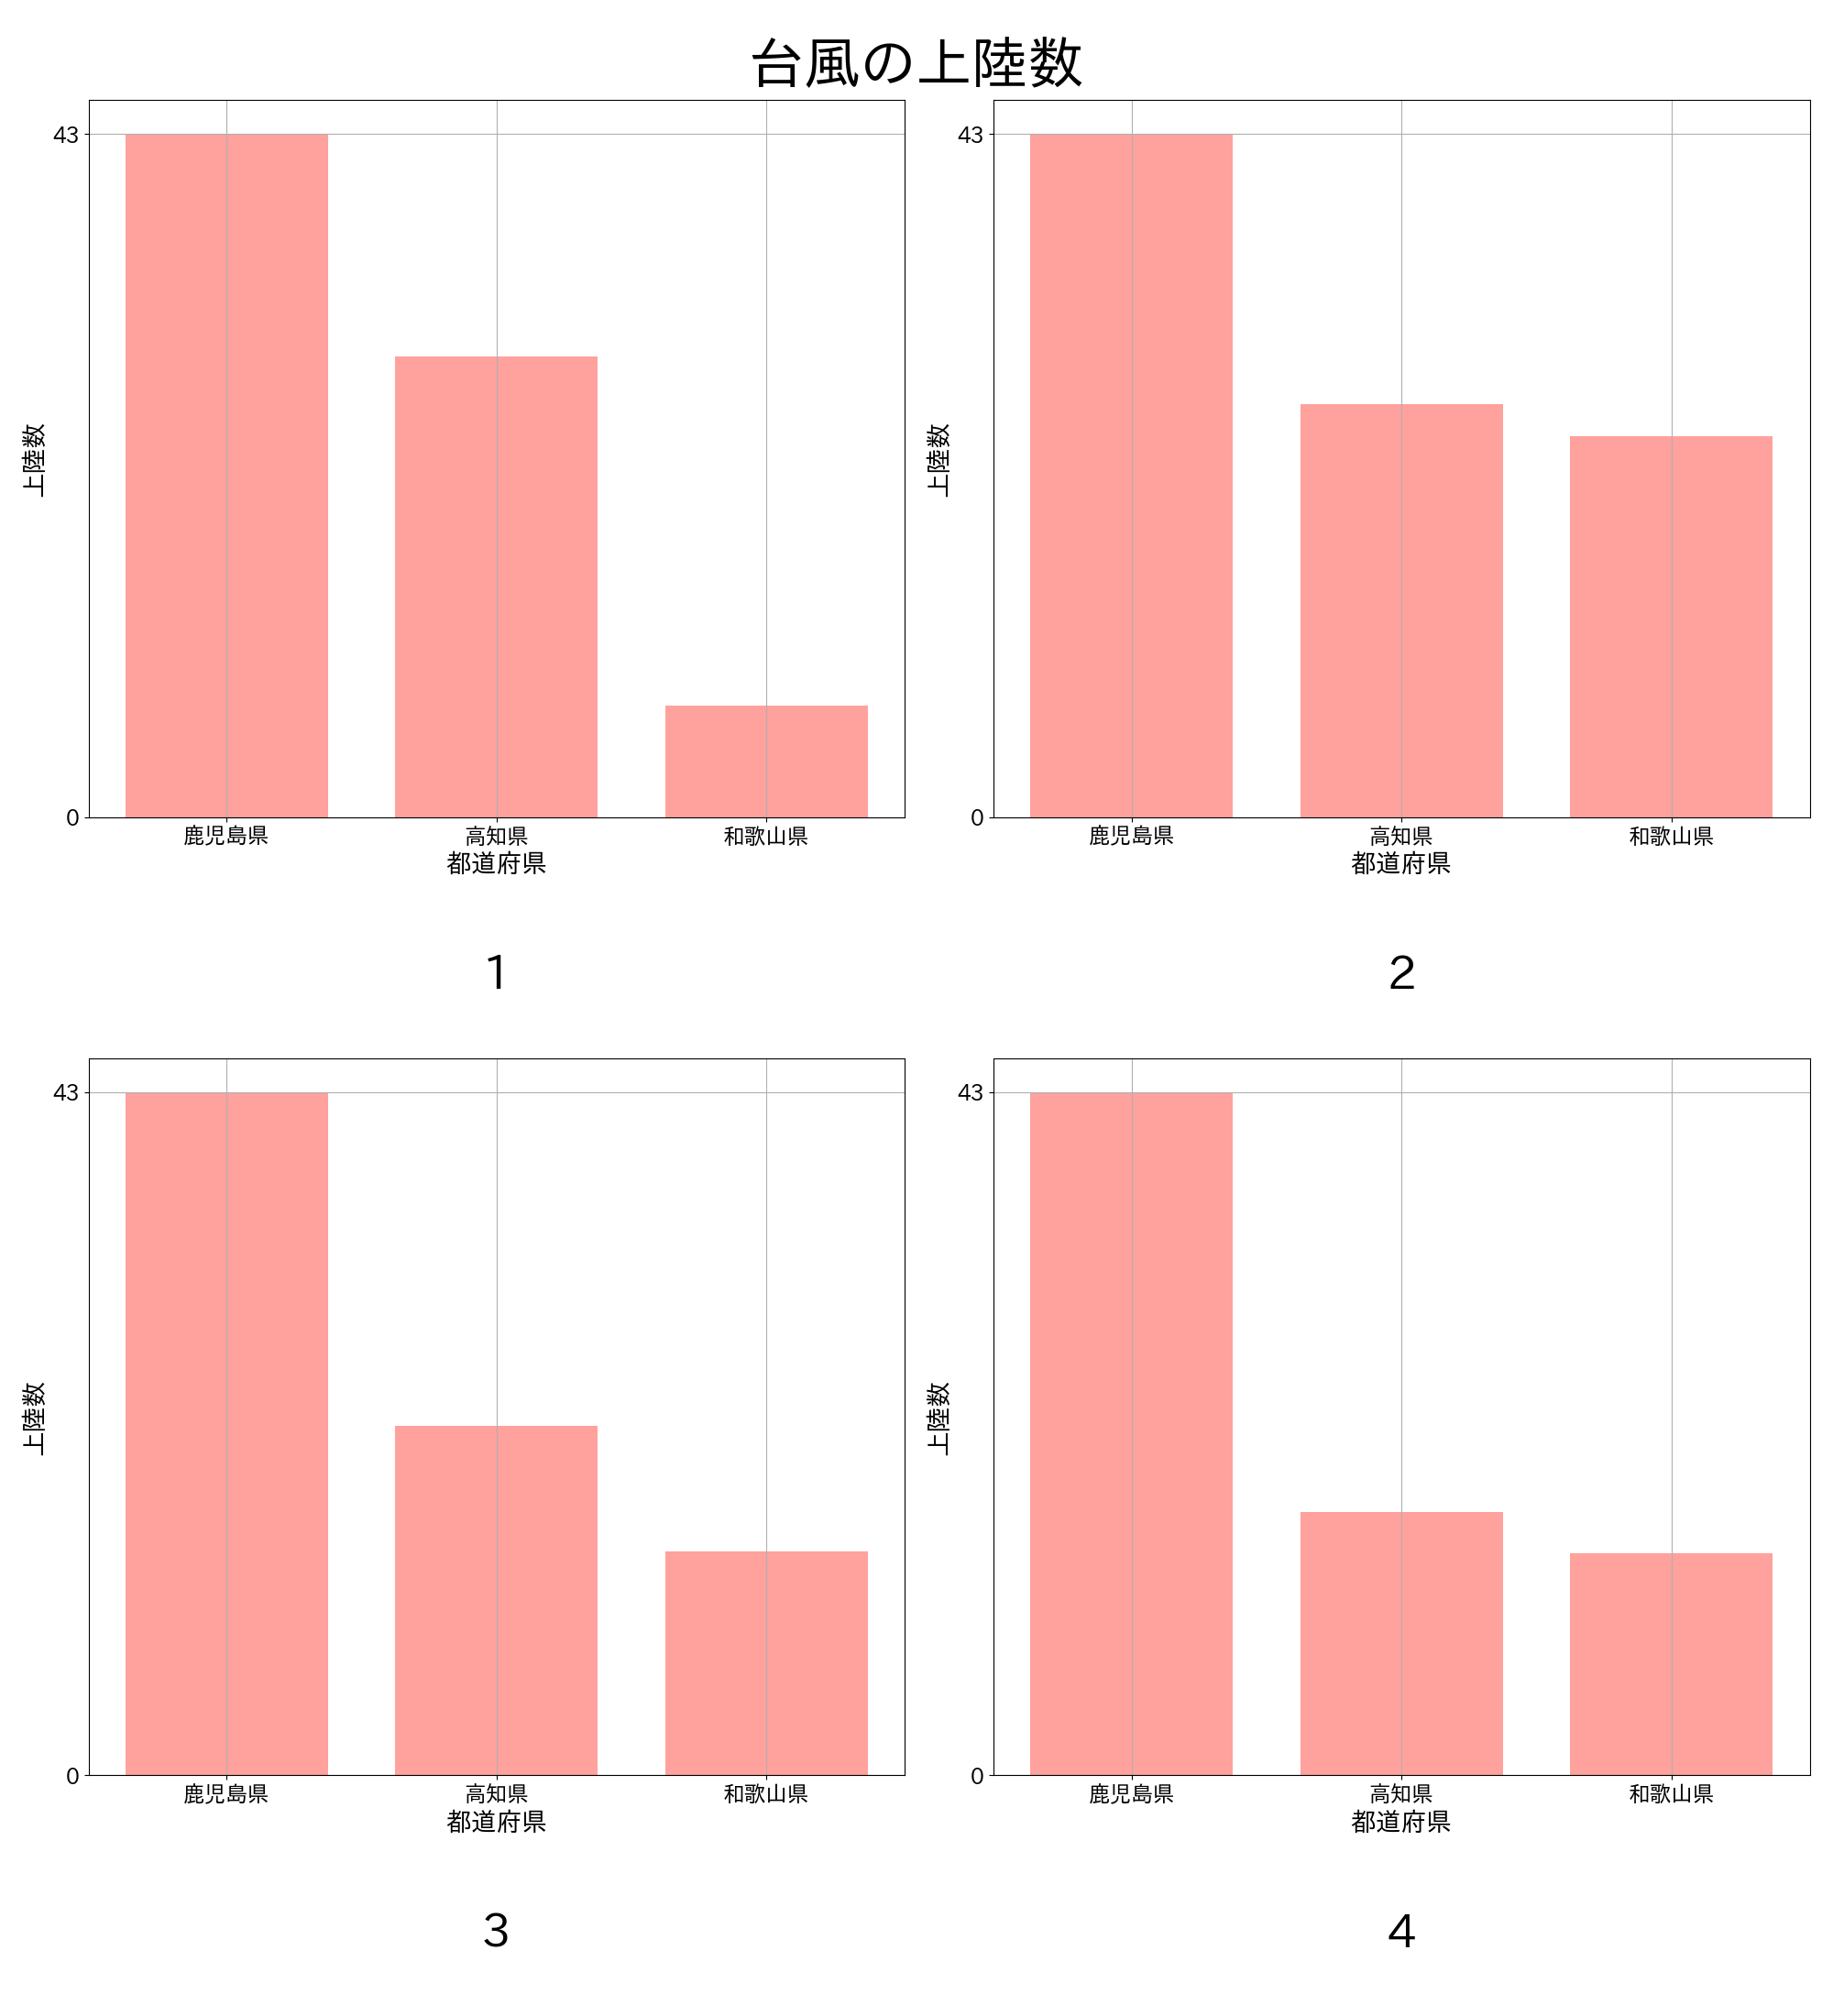 台風の上陸数
43
0
上陸数
鹿児島県 高知県 和歌山県
都道府県
1
43
0
上陸数
鹿児島県 高知県 和歌山県
都道府県
2
43
0
上陸数
鹿児島県 高知県 和歌山県
都道府県
3
43
0
上陸数
鹿児島県 高知県 和歌山県
都道府県
4